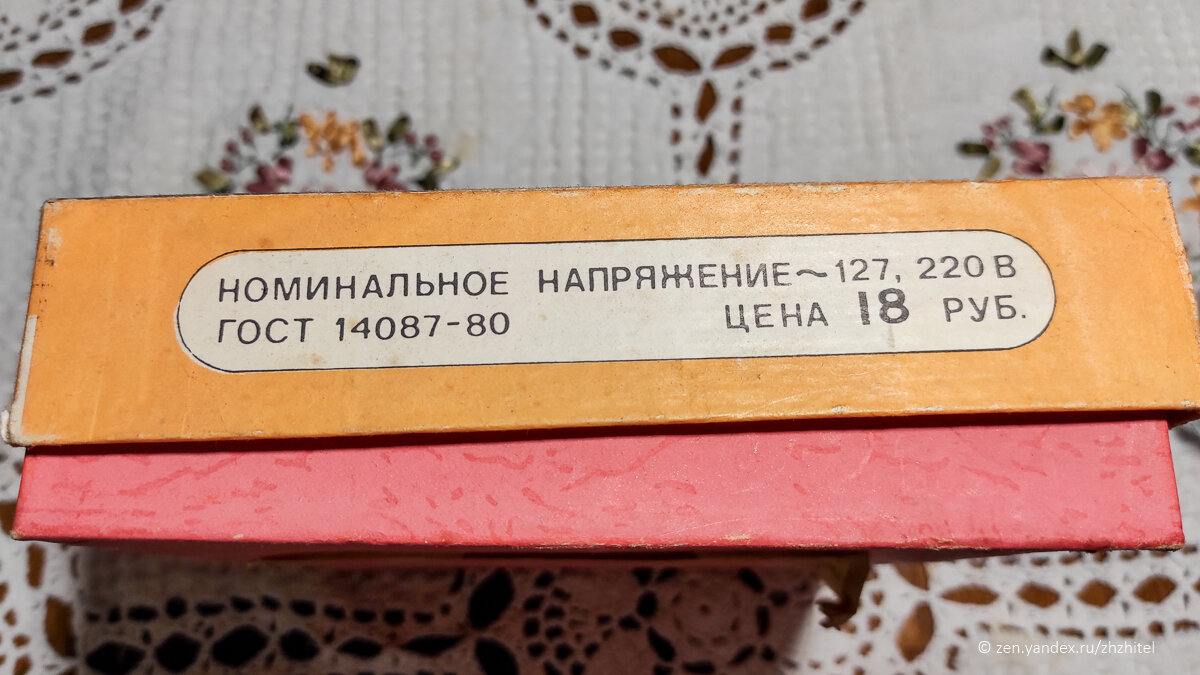 НОМИНАЛЬНОЕ НАПРЯЖЕНИЕ~127, 220 В
ГОСТ 14087-80 ЦЕНА 18 РУБ.
© zen.yandex.ru/zhzhitel